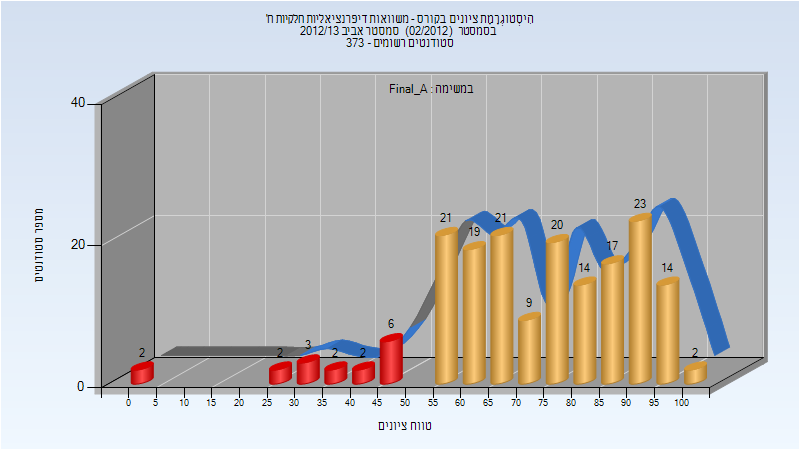 הִיסְטוֹגְרָמַת ציונים בקורס - משוואות דיפרנציאליות חלקיות ח'
בסמסטר (02/2012) סמסטר אביב 2012/13
סטודנטים רשומים - 373
במשימה : Final_A
מספר סטודנטים
40
20
0
2
2
3
2
2
6
21
19
21
9
20
14
17
23
14
2
0 5 10 15 20 25 30 35 40 45 50 55 60 65 70 75 80 85 90 95 100
טווח ציונים